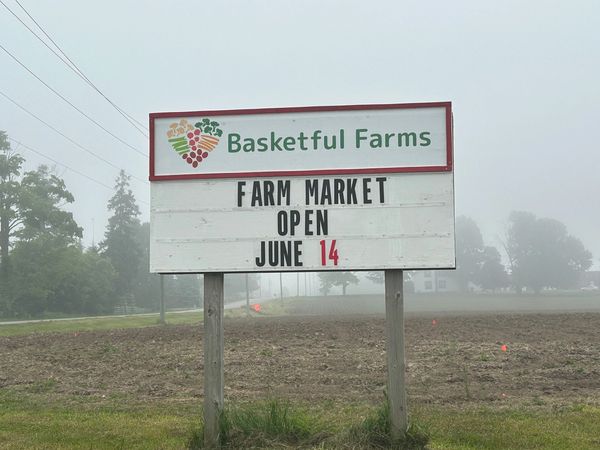 Basketful Farms
FARM MARKET
OPEN
JUNE 14